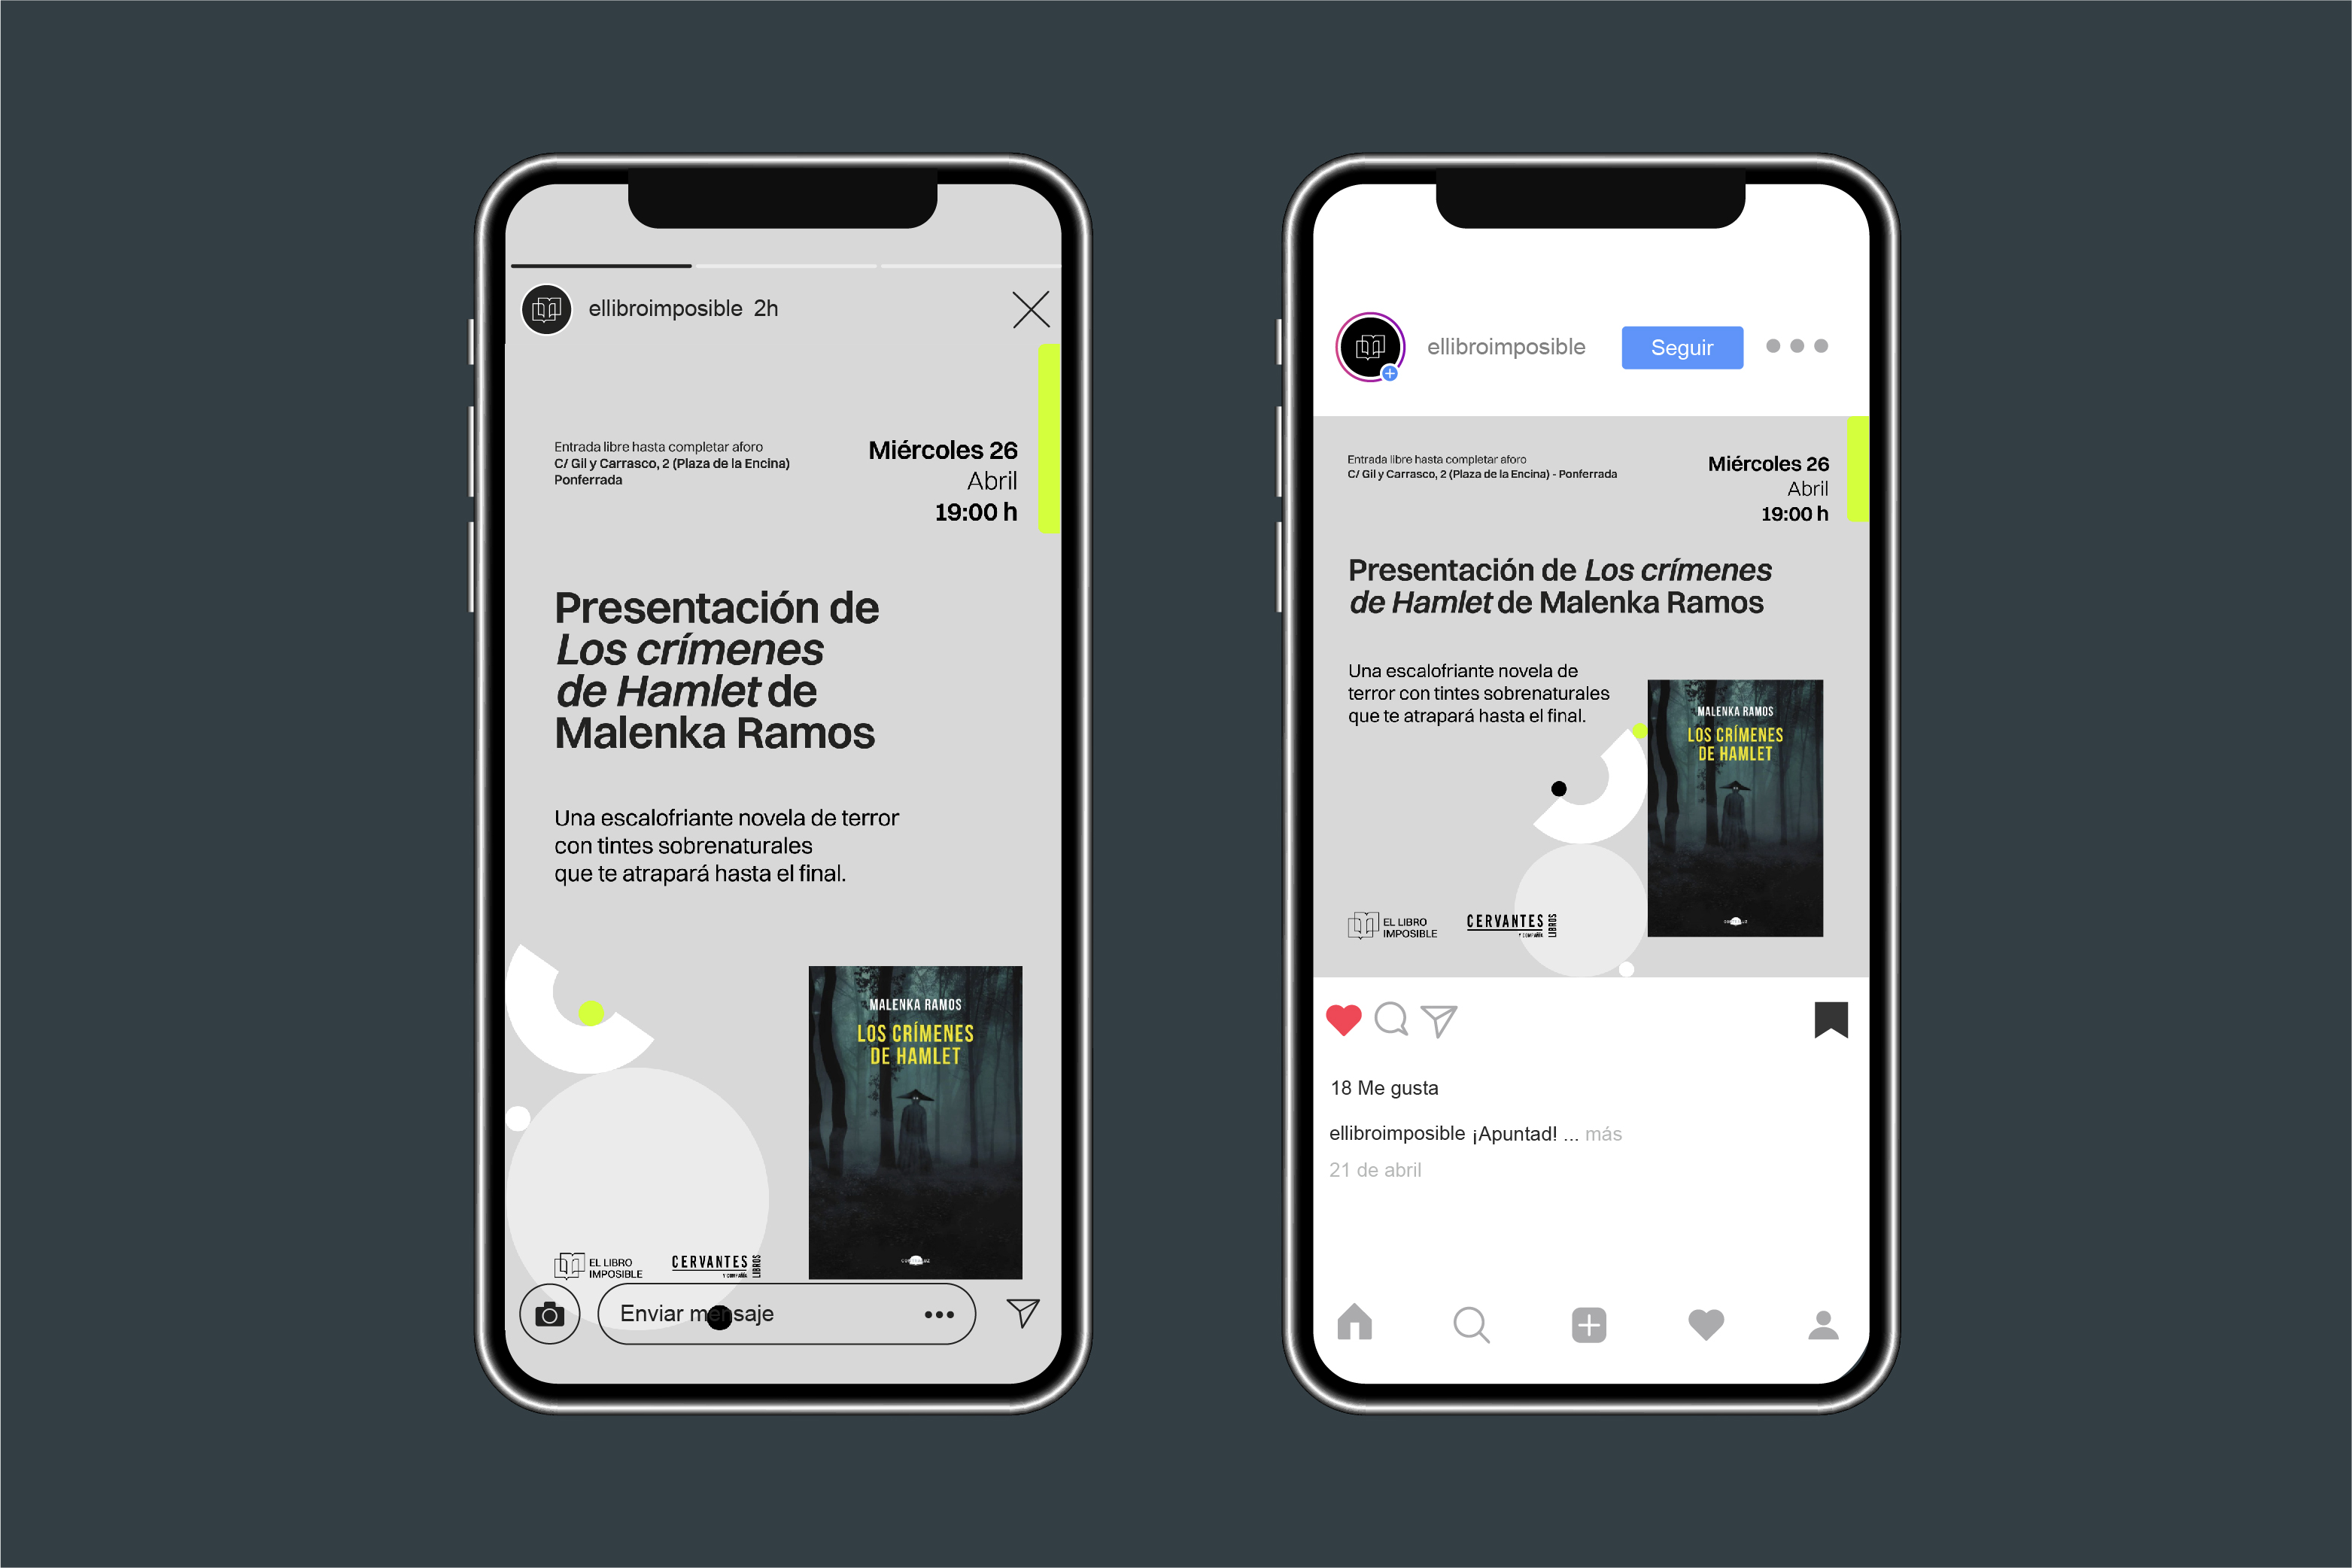 ellibroimposible 2h
Entrada libre hasta completar aforo
C/ Gil y Carrasco, 2 (Plaza de la Encina)
Ponferrada
Miércoles 26
Abril
19:00 h
Presentación de
Los crímenes
de Hamlet de
Malenka Ramos
Una escalofriante novela de terror
con tintes sobrenaturales
que te atrapará hasta el final.
MALENKA RAMOS
LOS CRÍMENES
DE HAMLET
EL LIBRO
IMPOSIBLE
CERVANTES
Y COMPAÑÍA
LIBROS
Enviar mensaje
ellibroimposible
Seguir
Entrada libre hasta completar aforo
C/ Gil y Carrasco, 2 (Plaza de la Encina) - Ponferrada
Miércoles 26
Abril
19:00 h
Presentación de Los crímenes
de Hamlet de Malenka Ramos
Una escalofriante novela de
terror con tintes sobrenaturales
que te atrapará hasta el final.
MALENKA RAMOS
LOS CRÍMENES
DE HAMLET
EL LIBRO
IMPOSIBLE
CERVANTES
Y COMPAÑÍA
LIBROS
18 Me gusta
ellibroimposible ¡Apuntad! ... más
21 de abril